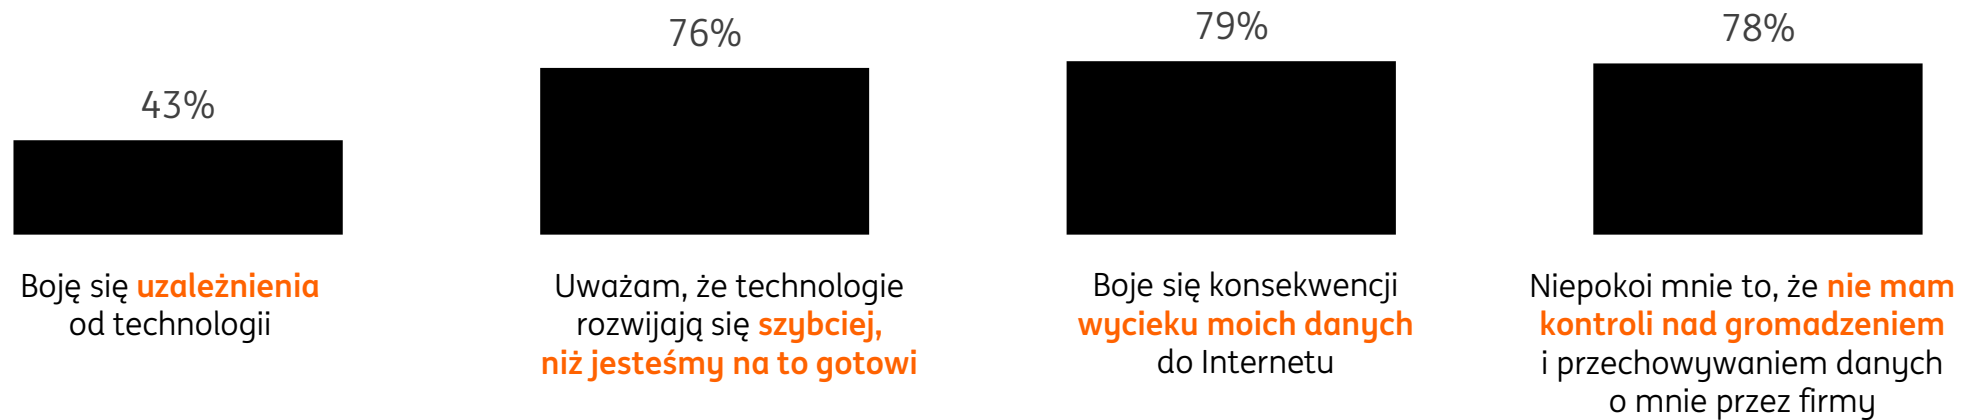 43%
Boję się uzależnienia
od technologii
76%
Uważam, że technologie
rozwijają się szybciej,
niż jesteśmy na to gotowi
79%
Boje się konsekwencji
wycieku moich danych
do Internetu
78%
Niepokoi mnie to, że nie mam
kontroli nad gromadzeniem
i przechowywaniem danych
o mnie przez firmy